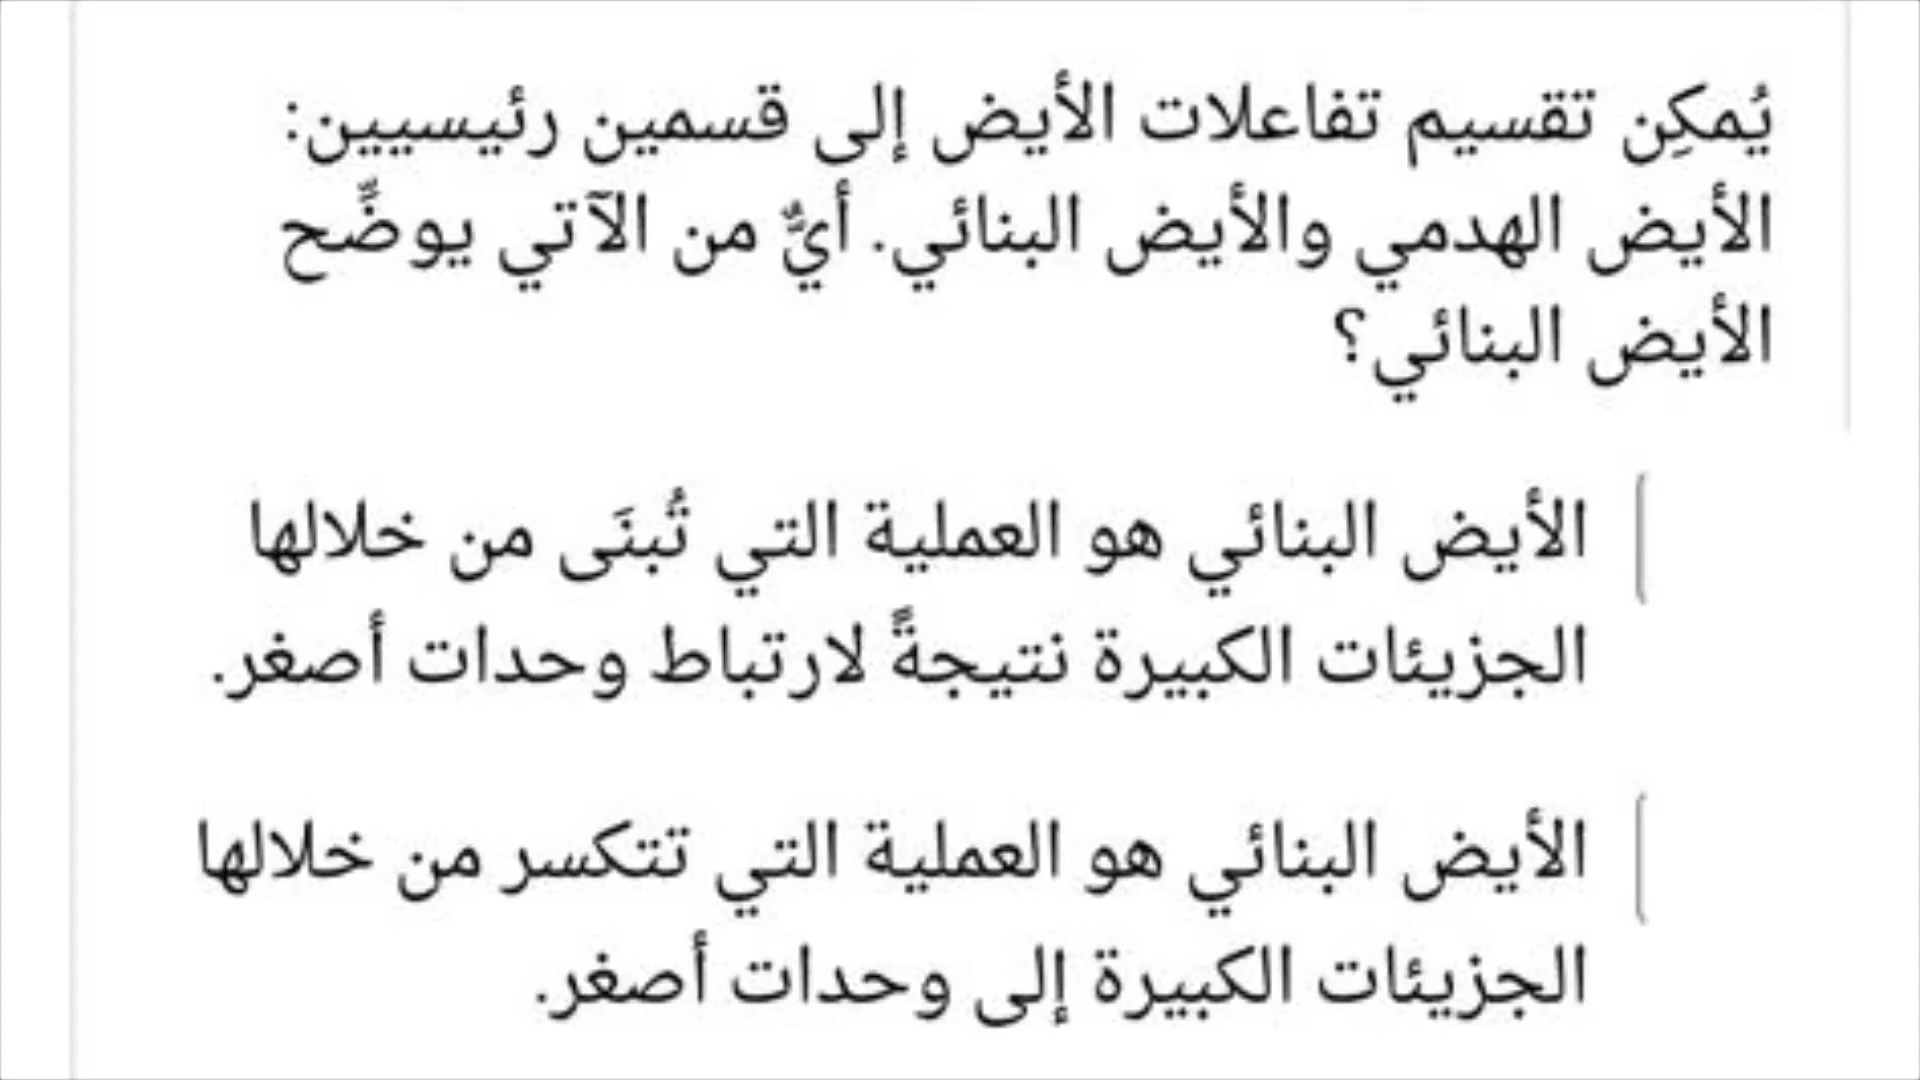 يُمكِن تقسيم تفاعلات الأيض إلى قسمين رئيسيين:
الأيض الهدمي والأيض البنائي. أيٌّ من الآتي يوضِّح
الأيض البنائي؟
الأيض البنائي هو العملية التي تُبنَى من خلالها
الجزيئات الكبيرة نتيجةً لارتباط وحدات أصغر.
الأيض البنائي هو العملية التي تتكسر من خلالها
الجزيئات الكبيرة إلى وحدات أصغر.